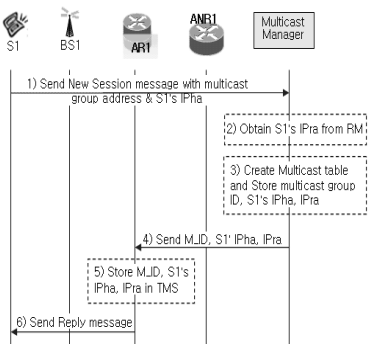 S1
BS1
AR1
ANR1
Multicast
Manager
1) Send New Session message with multicast
group address & S1's IPha
2) Obtain S1's IPra from RM
3) Create Multicast table
and Store multicast group
ID, S1's IPha, IPra
4) Send M_ID, S1' IPha, IPra
5) Store M_ID, S1's
IPha, IPra in TMS
6) Send Reply message